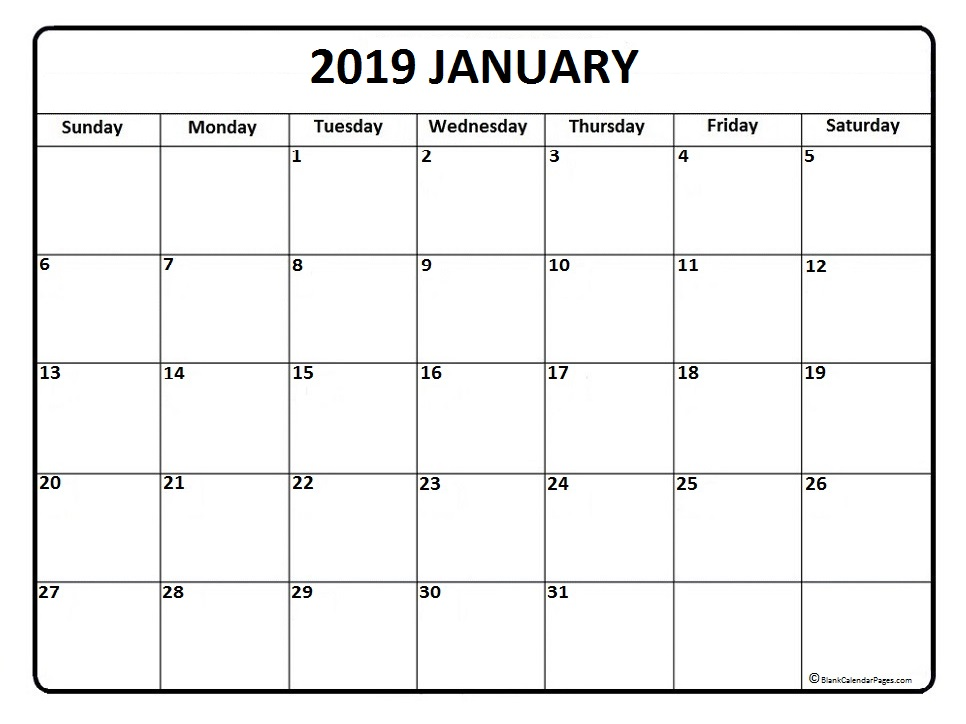 2019 JANUARY
Sunday Monday Tuesday Wednesday Thursday Friday Saturday
1 2 3 4 5
6 7 8 9 10 11 12
13 14 15 16 17 18 19
20 21 22 23 24 25 26
27 28 29 30 31
©BlankCalendarPages.com